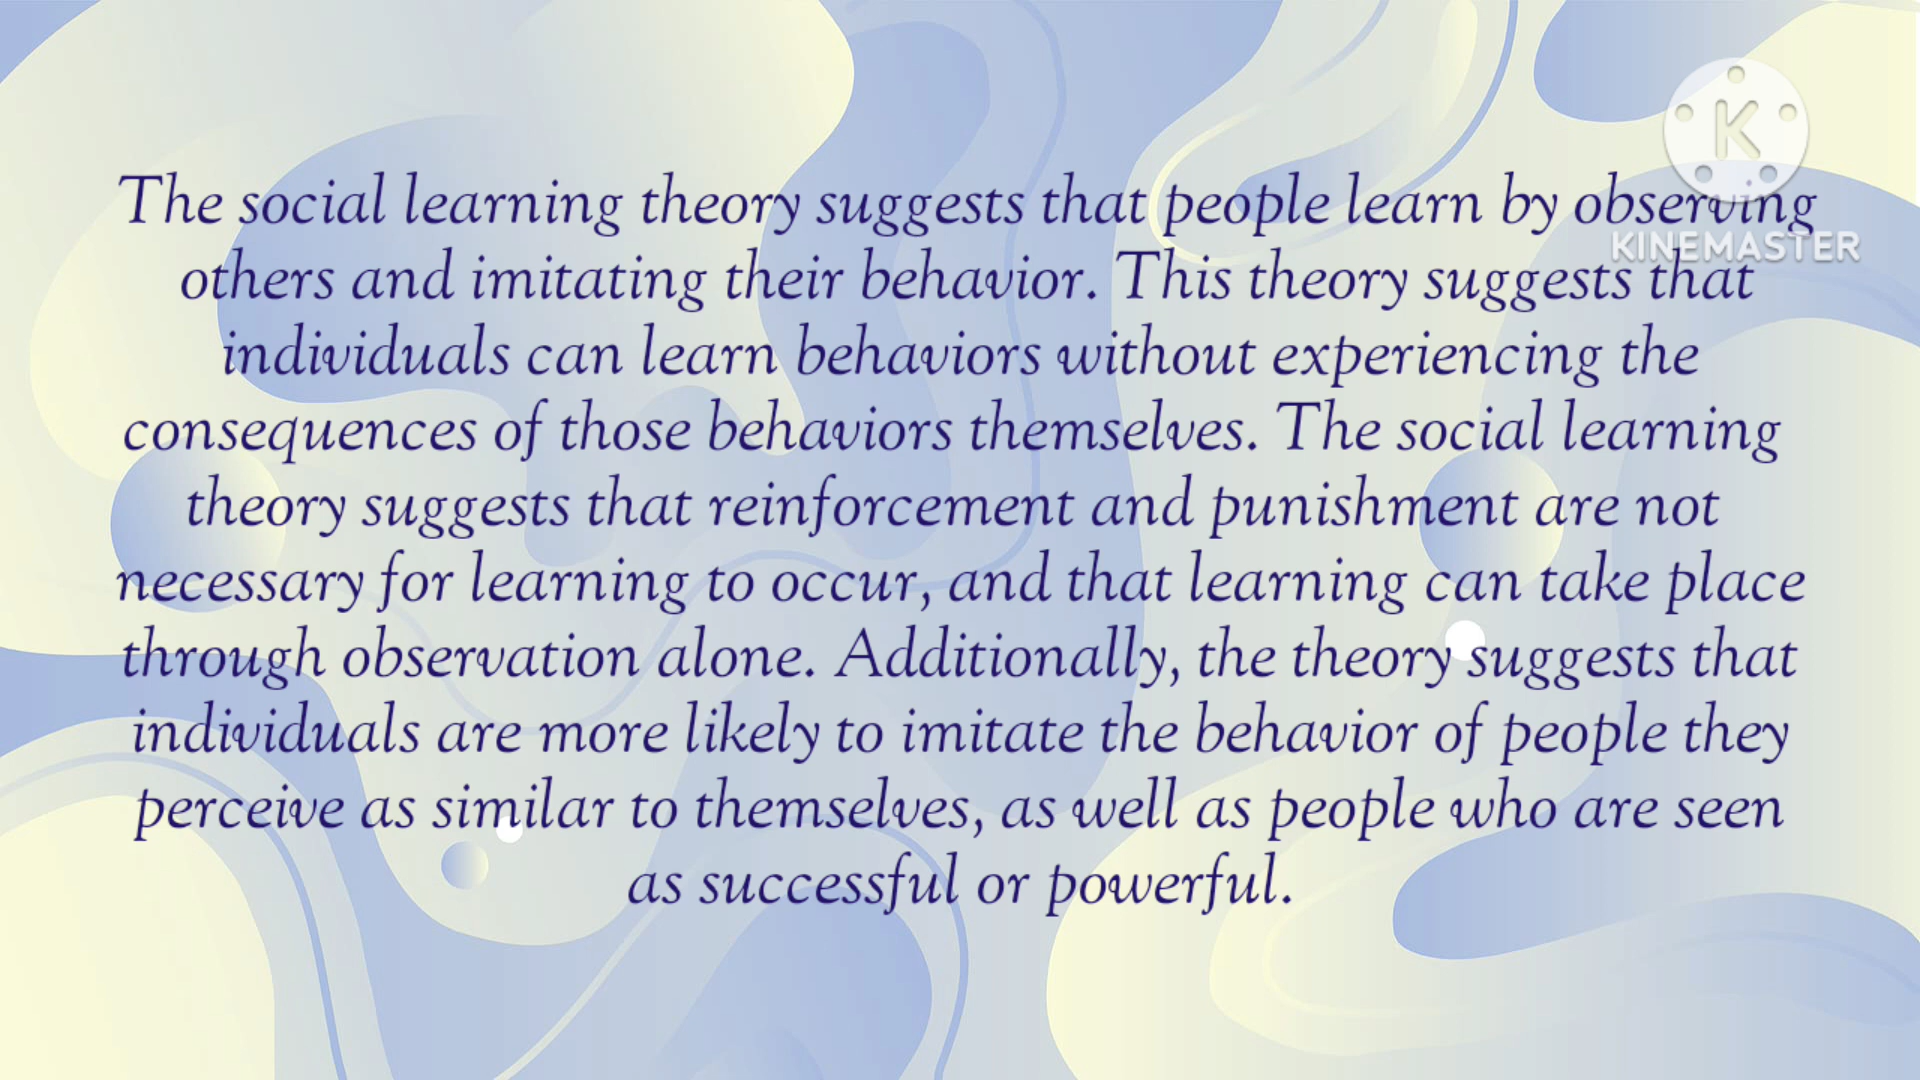 K
KINEMASTER
The social learning theory suggests that people learn by observing
others and imitating their behavior. This theory suggests that
individuals can learn behaviors without experiencing the
consequences of those behaviors themselves. The social learning
theory suggests that reinforcement and punishment are not
necessary for learning to occur, and that learning can take place
through observation alone. Additionally, the theory suggests that
individuals are more likely to imitate the behavior of people they
perceive as similar to themselves, as well as people who are seen
as successful or powerful.